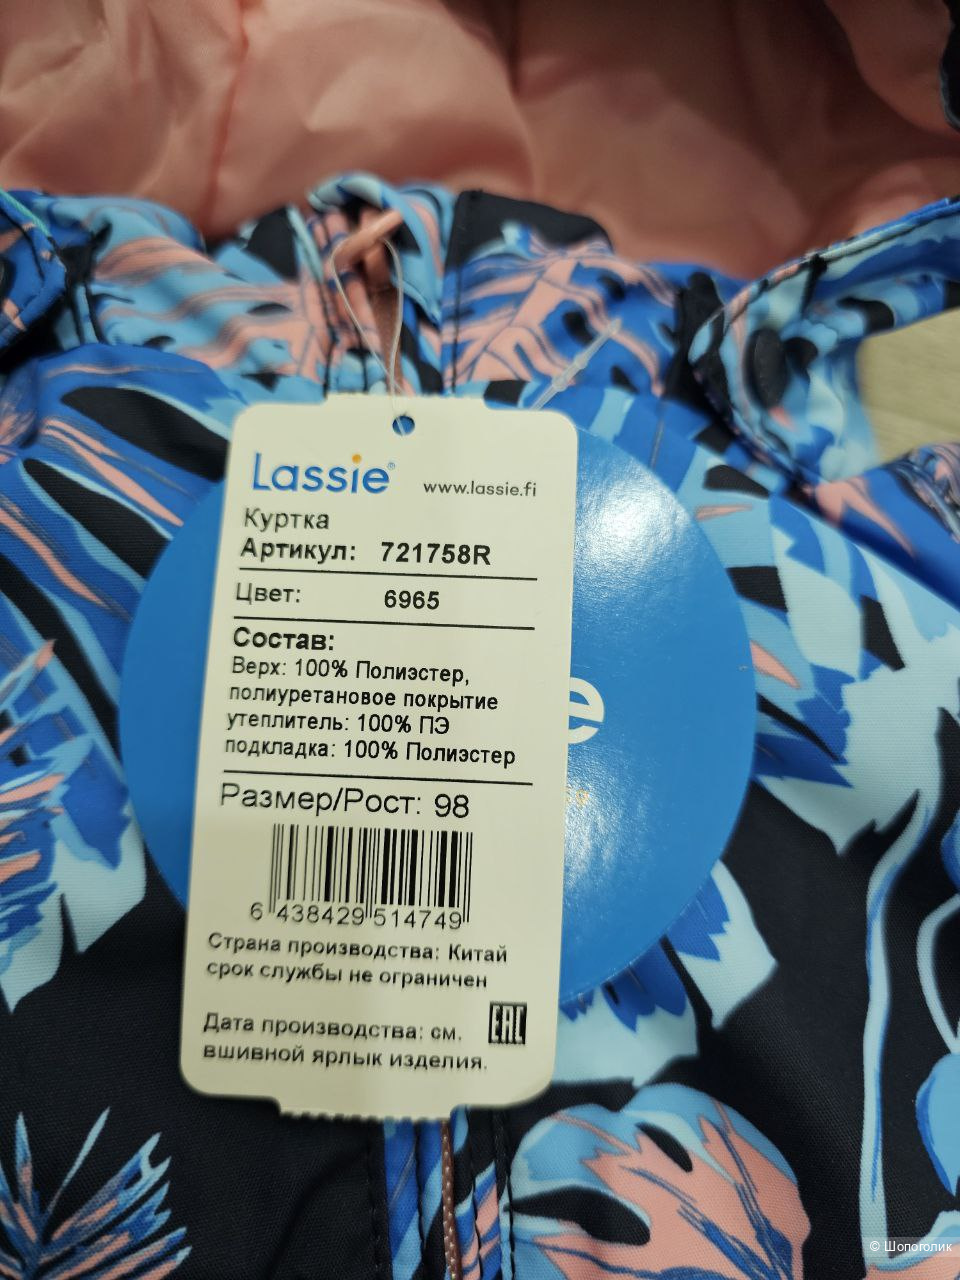 Lassie®
www.lassie.fi
Куртка
Артикул: 721758R
Цвет: 6965
Состав:
Верх: 100% Полиэстер,
полиуретановое покрытие
утеплитель: 100% ПЭ
подкладка: 100% Полиэстер
Размер/Рост: 98
6 438429 514749
Страна производства: Китай
срок службы не ограничен
Дата производства: см.
вшивной ярлык изделия.
EAC
e
© Шопоголик